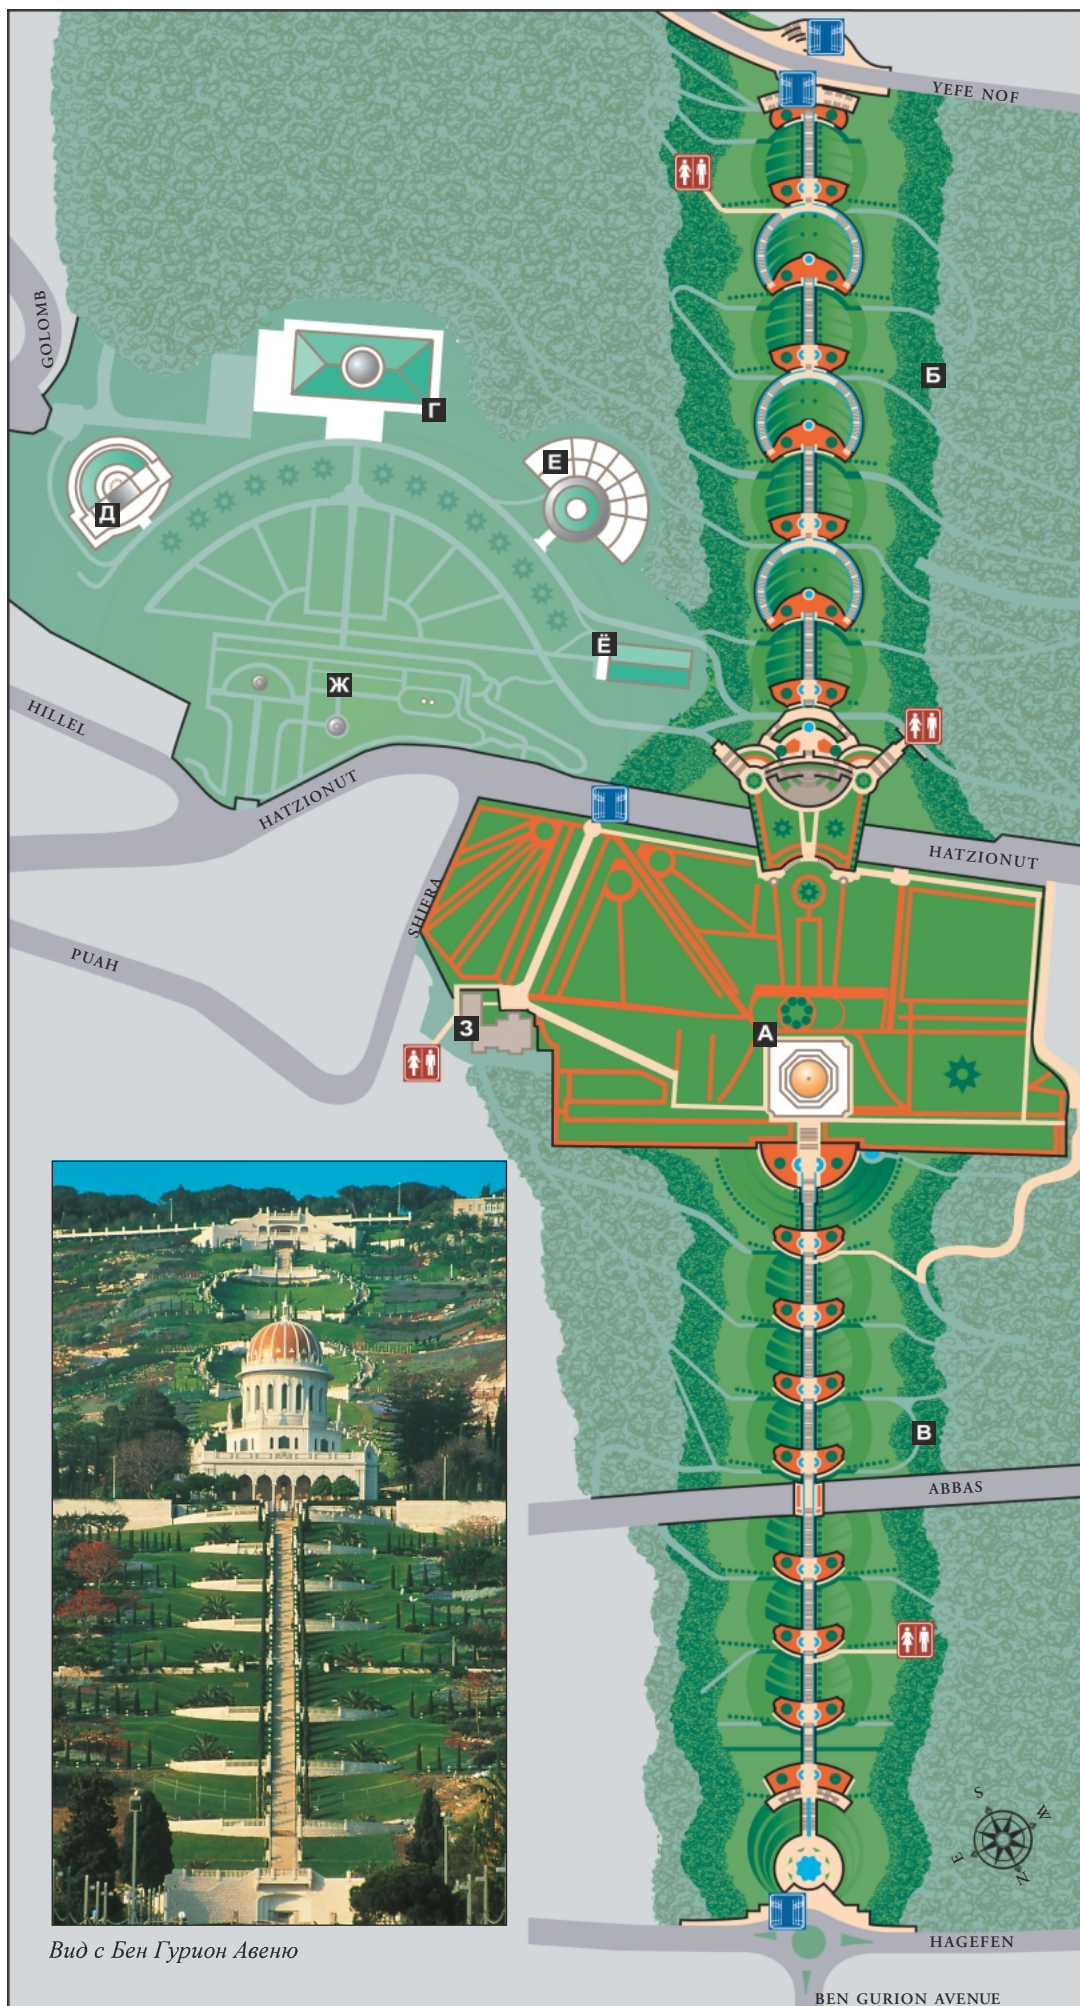 YEFE NOF
GOLOMB
Б
Г
Е
Д
Ё
Ж
HILLEL
HATZIONUT
HATZIONUT
SHIFRA
PUAH
З
А
В
ABBAS
S
W
E
N
Вид с Бен Гурион Авеню
HAGEFEN
BEN GURION AVENUE